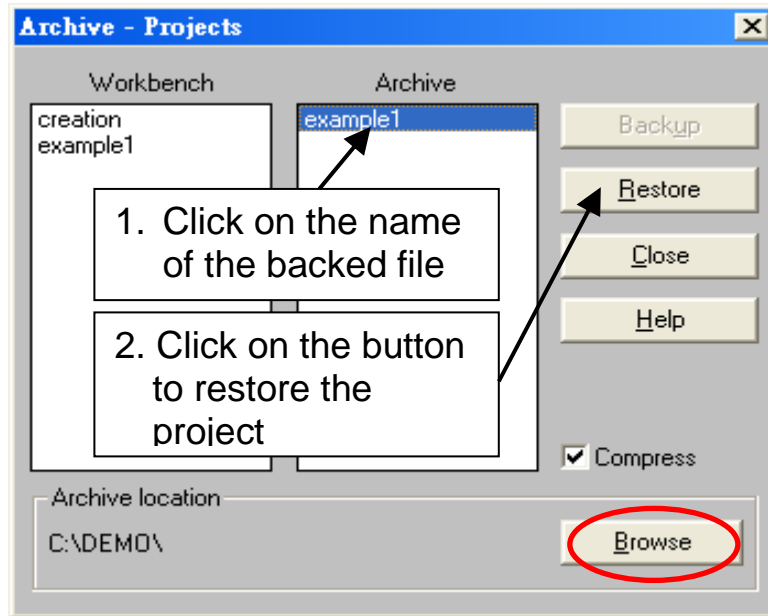 Archive - Projects
Workbench
Archive
creation
example1
example1
Backup
Restore
Close
Help
1. Click on the name
of the backed file
2. Click on the button
to restore the
project
Compress
Archive location
C:\DEMO\
Browse